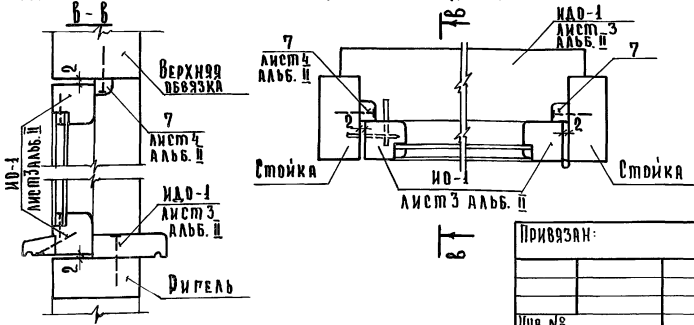 В - В
2
Верхняя
обвязка
7
лист 4
Альб. II
ИО-1
лист 3 Альб. II
ИДО-1
лист 3
Альб. II
2
Ригель
В
ИДО-1
лист 3
Альб. II
7
лист 4
Альб. II
7
2
2
Стойка
Стойка
ИО-1
лист 3 Альб. II
В
Привязан:
Инв. №